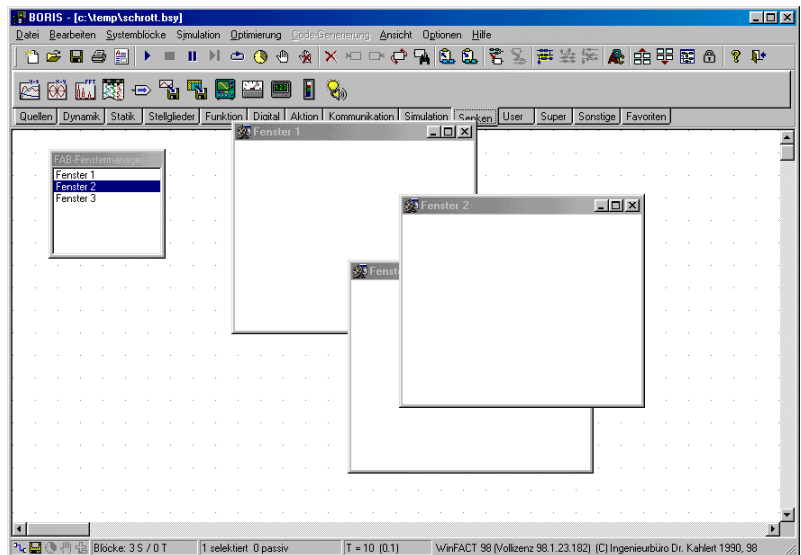 BORIS - [c:\temp\schrott.bsy]
Datei Bearbeiten Systemblöcke Simulation Optimierung Code-Generierung Ansicht Optionen Hilfe
Quellen Dynamik Statik Stellglieder Funktion Digital Aktion Kommunikation Simulation Senken User Super Sonstige Favoriten
Fenster 1
FAB-Fenstermanager
Fenster 1
Fenster 2
Fenster 3
Fenster 2
Fenst
Blöcke: 3 S / 0 T 1 selektiert 0 passiv T = 10 (0.1) WinFACT 98 (Vollizenz 98.1.23.182) (C) Ingenieurbüro Dr. Kahlert 1990, 98